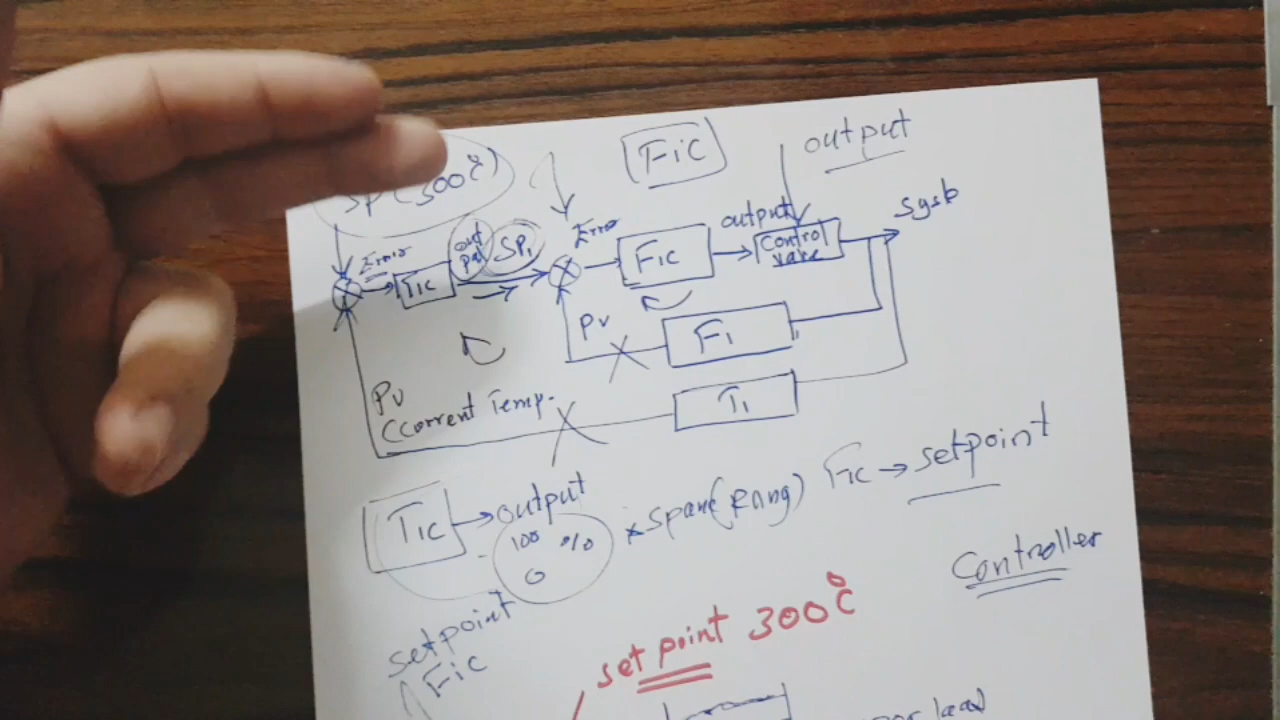 FiC
output
SP(300°C)
Error
TIC
out
put
SP1
Error
FIC
output
Control
valve
PV
F1
PV
(Current Temp.
T1
TIC → output
100 %
0
× span(Rang)
FIC → setpoint
Controller
setpoint
FiC
set point 300°C